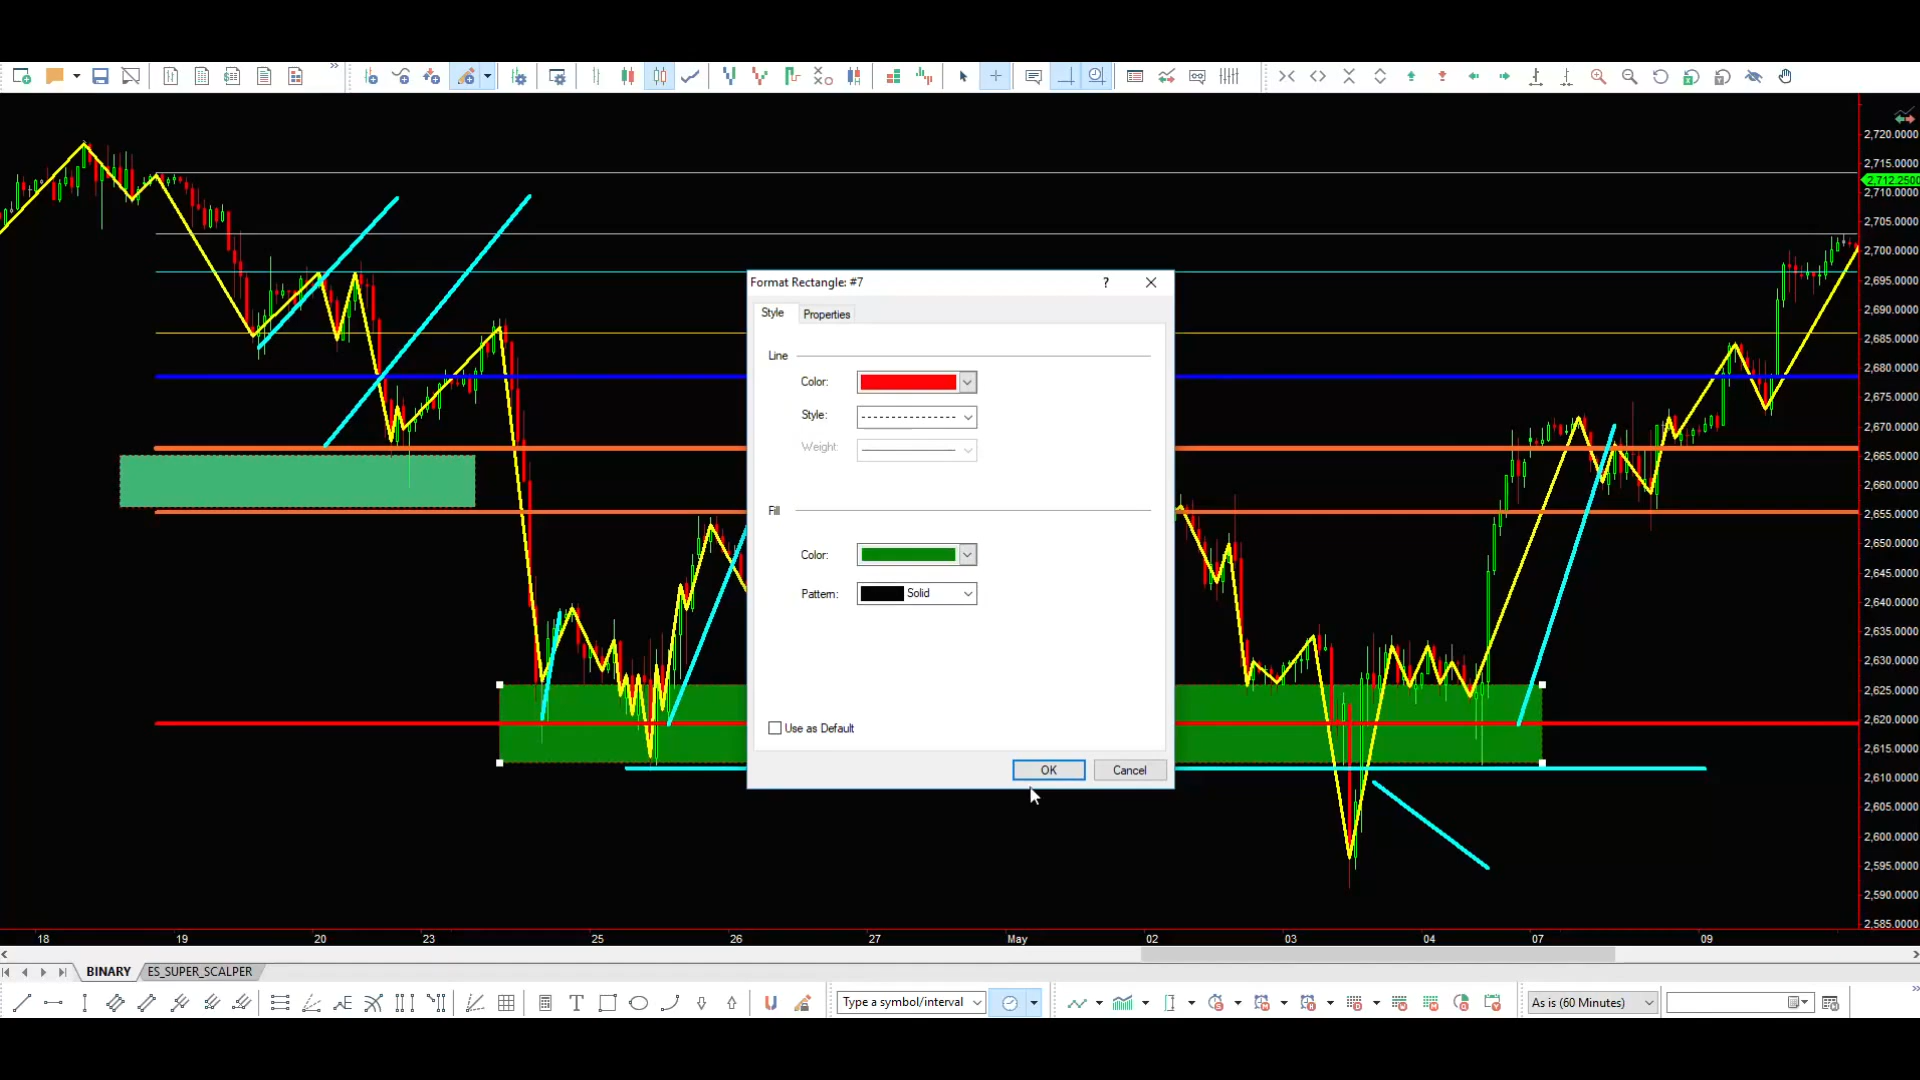 2,720.0000
2,715.0000
2,712.2500
2,710.0000
2,705.0000
2,700.0000
2,695.0000
2,690.0000
2,685.0000
2,680.0000
2,675.0000
2,670.0000
2,665.0000
2,660.0000
2,655.0000
2,650.0000
2,645.0000
2,640.0000
2,635.0000
2,630.0000
2,625.0000
2,620.0000
2,615.0000
2,610.0000
2,605.0000
2,600.0000
2,595.0000
2,590.0000
2,585.0000
Format Rectangle: #7
Style Properties
Line
Color:
Style:
Weight:
Fill
Color:
Pattern: Solid
Use as Default
OK Cancel
18 19 20 23 25 26 27 May 02 03 04 07 09
BINARY ES_SUPER_SCALPER
Type a symbol/interval As is (60 Minutes)